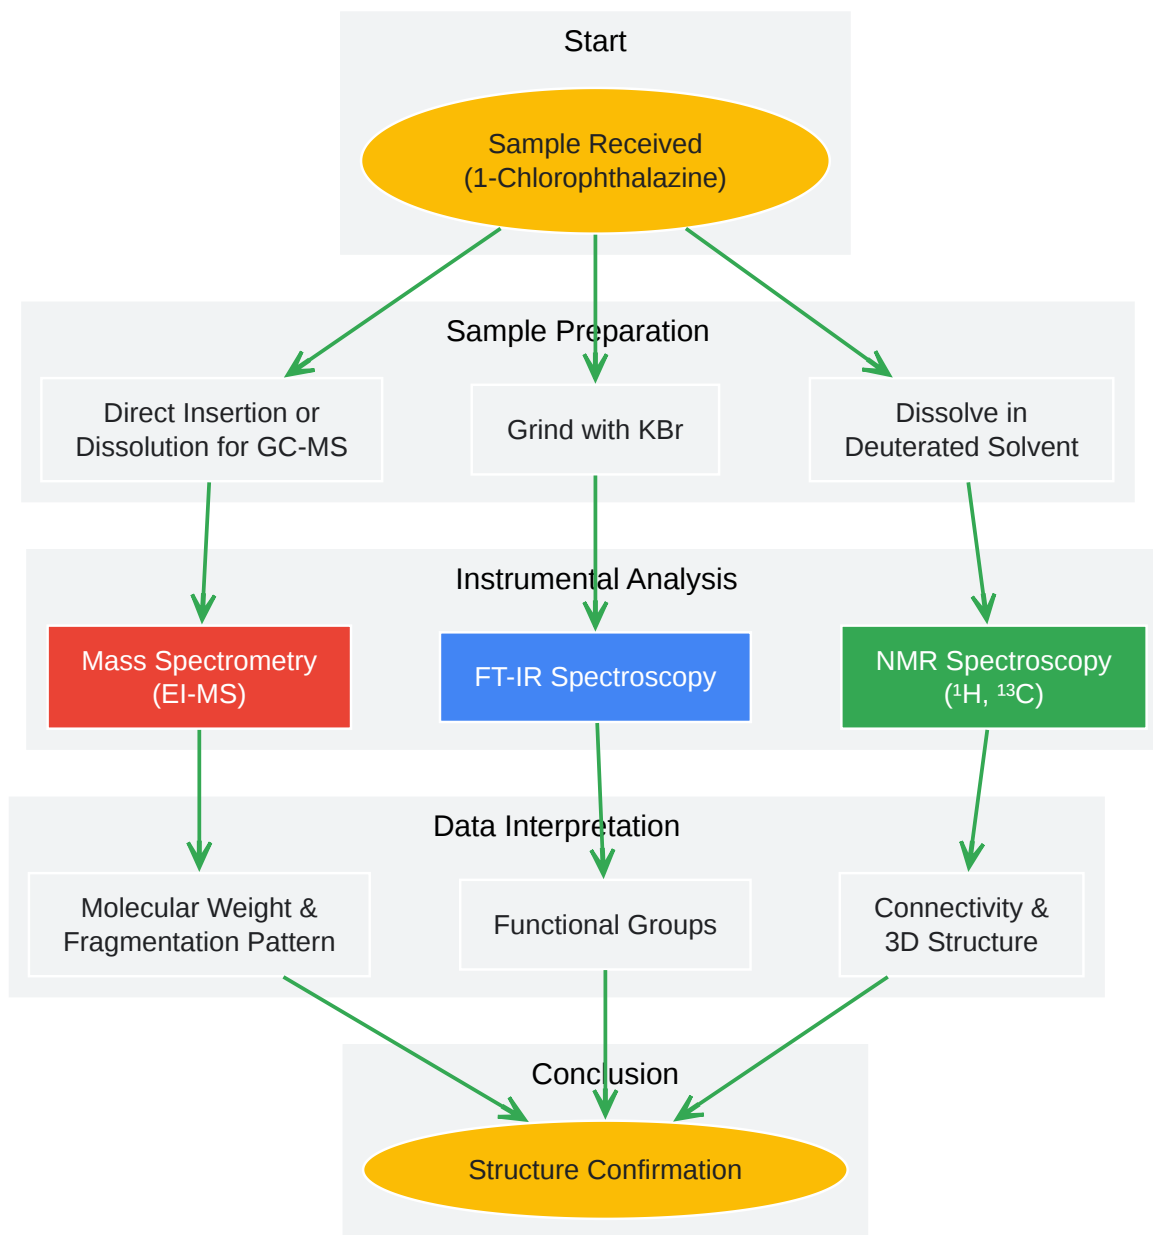 Start
Sample Received
(1-Chlorophthalazine)
Sample Preparation
Direct Insertion or
Dissolution for GC-MS
Grind with KBr
Dissolve in
Deuterated Solvent
Instrumental Analysis
Mass Spectrometry
(EI-MS)
FT-IR Spectroscopy
NMR Spectroscopy
(¹H, ¹³C)
Data Interpretation
Molecular Weight &
Fragmentation Pattern
Functional Groups
Connectivity &
3D Structure
Conclusion
Structure Confirmation